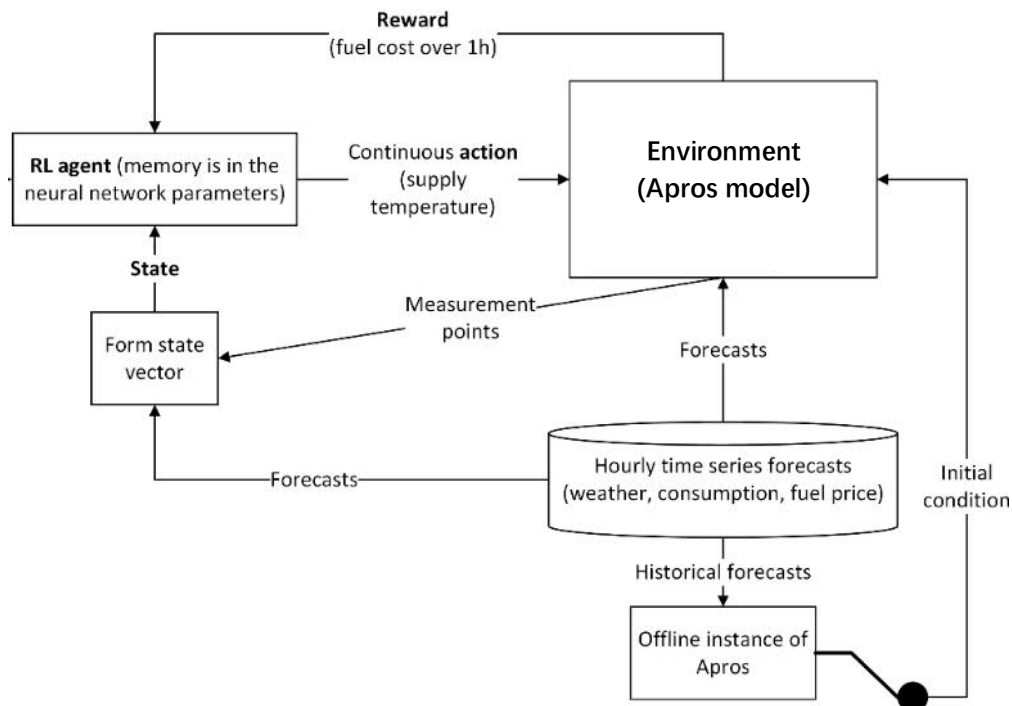 Reward
(fuel cost over 1h)
RL agent (memory is in the
neural network parameters)
Continuous action
(supply
temperature)
Environment
(Apros model)
State
Measurement
points
Form state
vector
Forecasts
Forecasts
Hourly time series forecasts
(weather, consumption, fuel price)
Initial
condition
Historical forecasts
Offline instance of
Apros